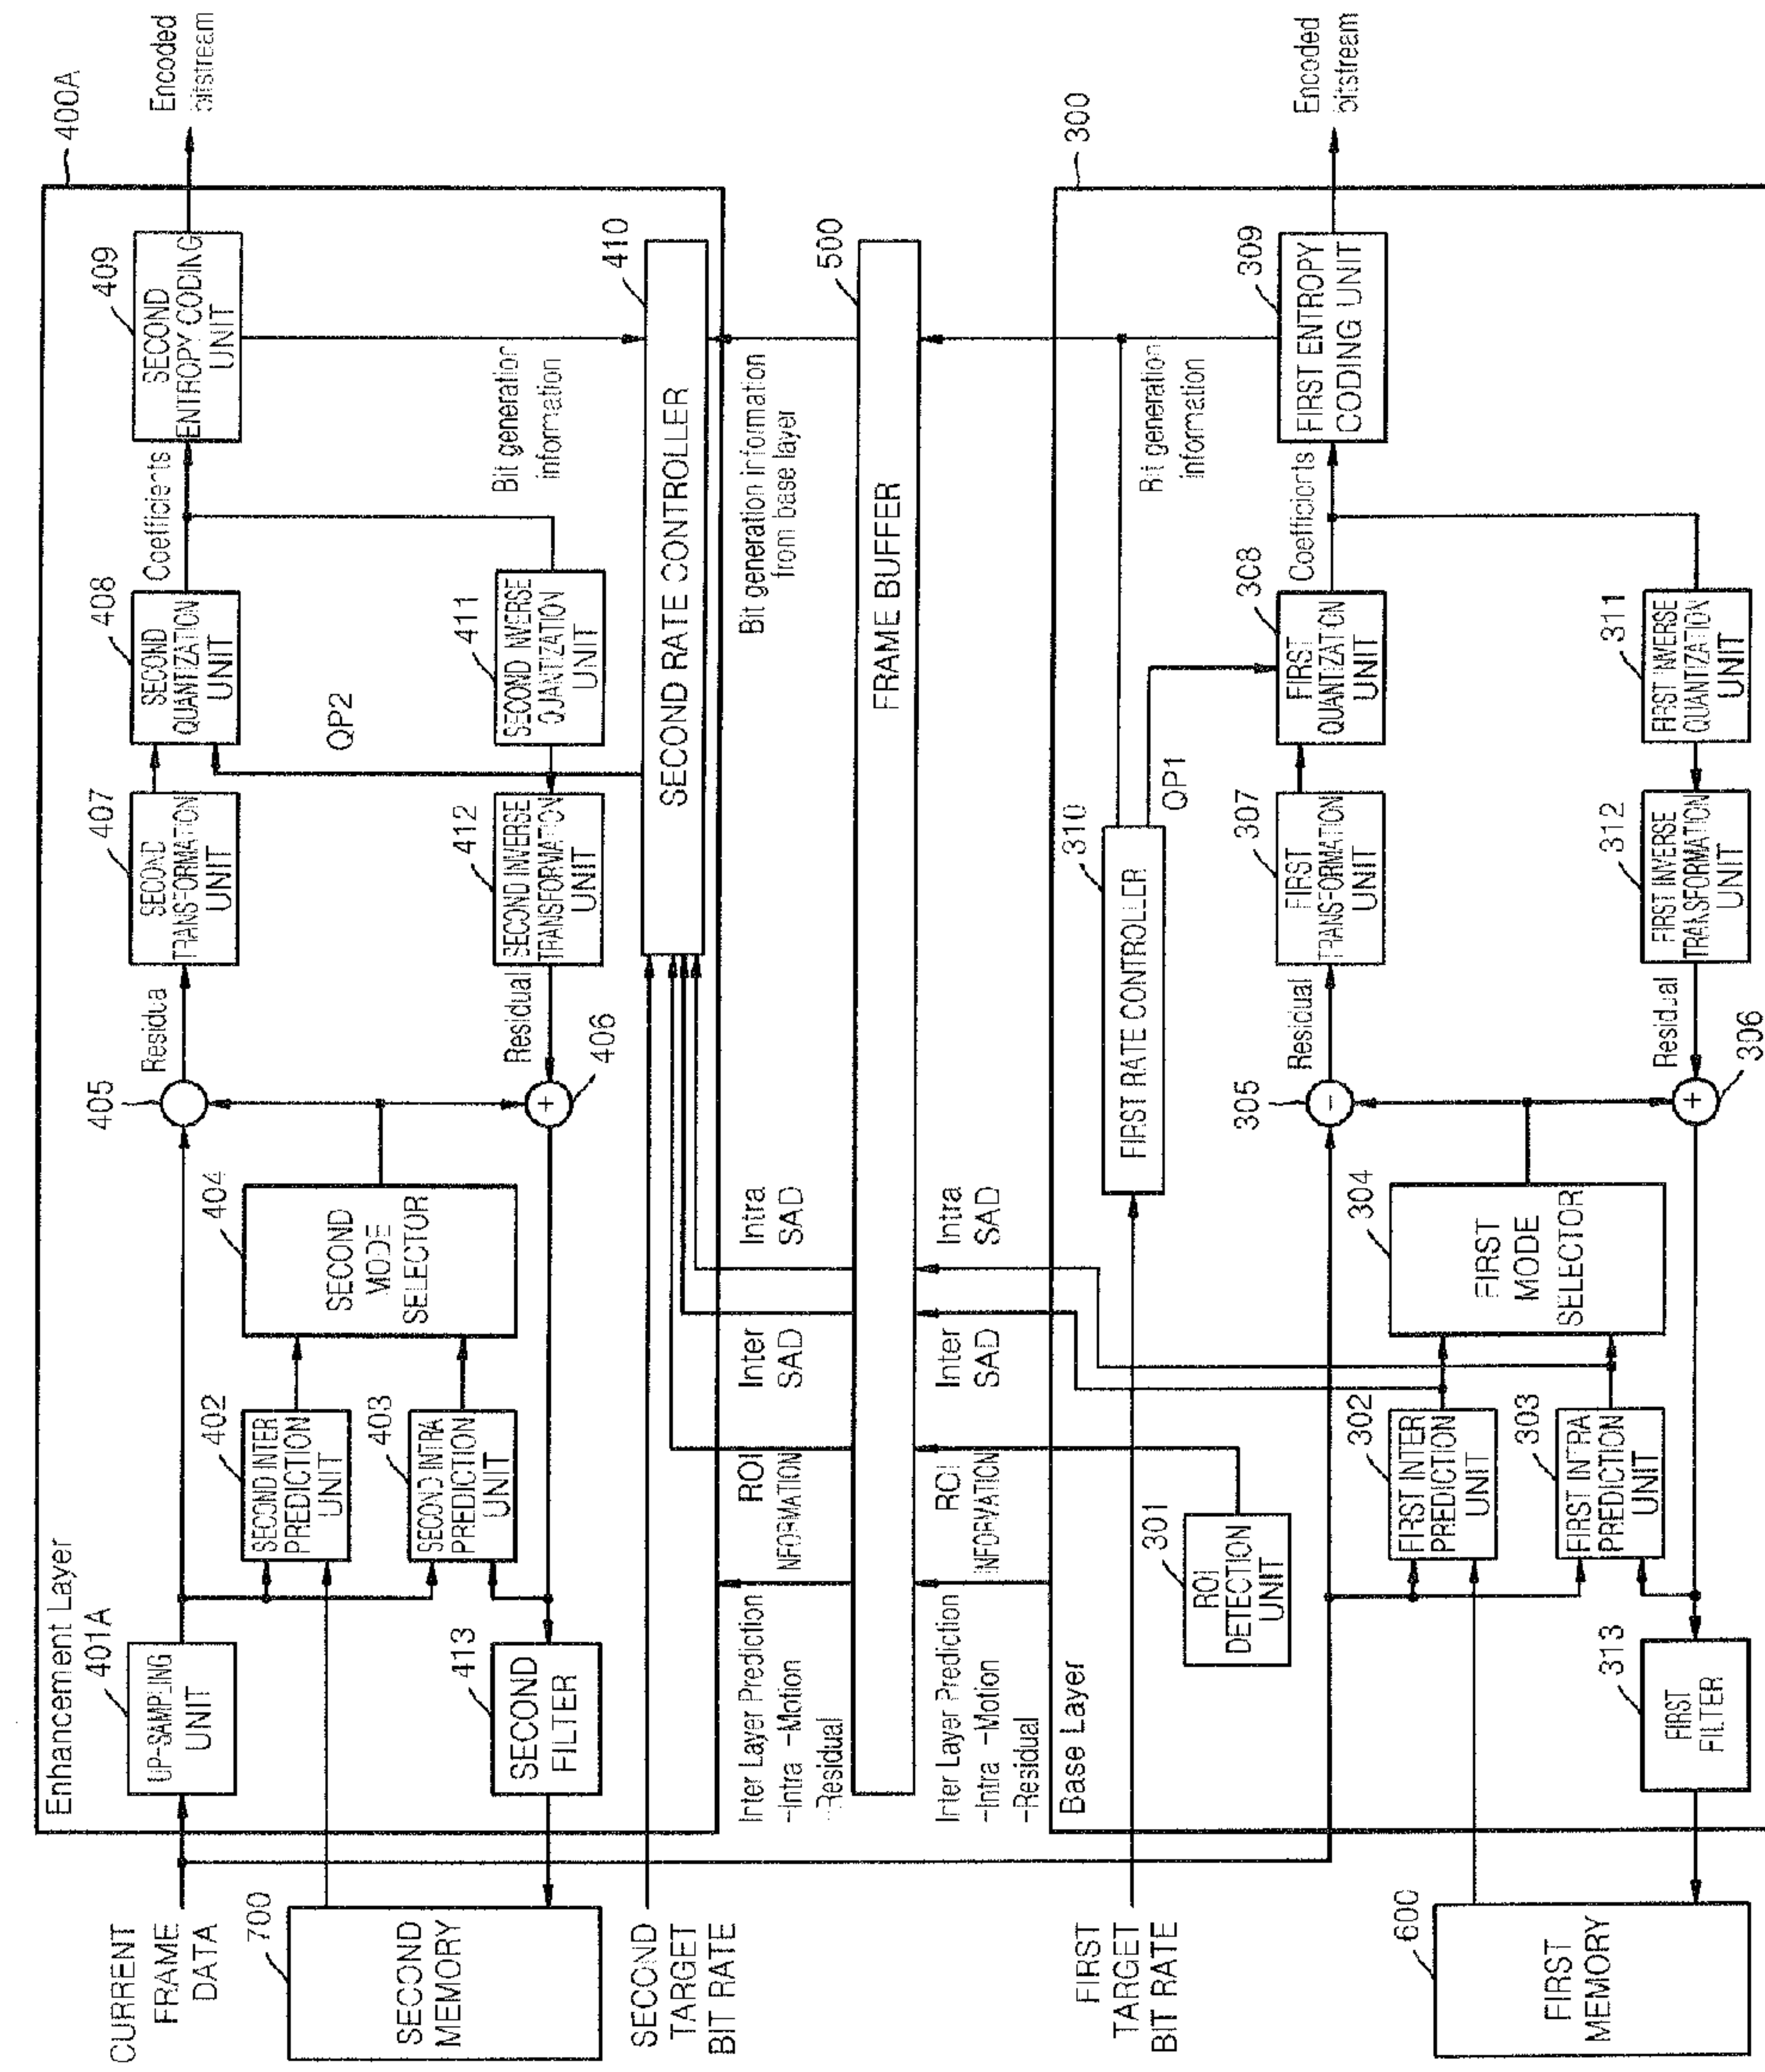 Enhancement Layer
400A
CURRENT
FRAME
DATA
401A
UP-SAMPLING
UNIT
402
SECOND INTER
PREDICTION
UNIT
403
SECOND INTRA
PREDICTION
UNIT
404
SECOND
MODE
SELECTOR
405
Residua
407
SECOND
TRANSFORMATION
UNIT
408
SECOND
QUANTIZATION
UNIT
Coefficients
409
SECOND
ENTROPY CODING
UNIT
Encoded
bitstream
700
SECOND
MEMORY
413
SECOND
FILTER
+
406
Residual
412
SECOND INVERSE
TRANSFORMATION
UNIT
QP2
411
SECOND INVERSE
QUANTIZATION
UNIT
Bit generation
information
410
SECOND RATE CONTROLLER
SECOND
TARGET
BIT RATE
Inter Layer Prediction
-Intra -Motion
-Residual
ROI
INFORMATION
Inter
SAD
Intra
SAD
Bit generation information
from base layer
500
FRAME BUFFER
Inter Layer Prediction
-Intra -Motion
-Residual
ROI
INFORMATION
Inter
SAD
Intra
SAD
Base Layer
300
FIRST
TARGET
BIT RATE
301
ROI
DETECTION
UNIT
310
FIRST RATE CONTROLLER
QP1
Bit generation
information
302
FIRST INTER
PREDICTION
UNIT
303
FIRST INTRA
PREDICTION
UNIT
304
FIRST
MODE
SELECTOR
305
-
Residual
307
FIRST
TRANSFORMATION
UNIT
308
FIRST
QUANTIZATION
UNIT
Coefficients
309
FIRST ENTROPY
CODING UNIT
Encoded
bitstream
600
FIRST
MEMORY
313
FIRST
FILTER
+
306
Residual
312
FIRST INVERSE
TRANSFORMATION
UNIT
311
FIRST INVERSE
QUANTIZATION
UNIT